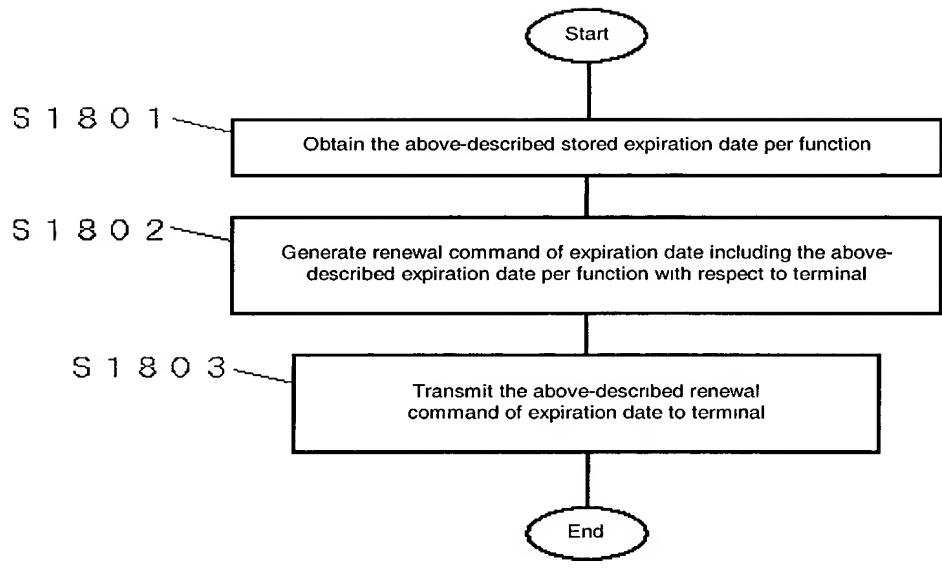 Start
S1801
Obtain the above-described stored expiration date per function
S1802
Generate renewal command of expiration date including the above-
described expiration date per function with respect to terminal
S1803
Transmit the above-described renewal
command of expiration date to terminal
End